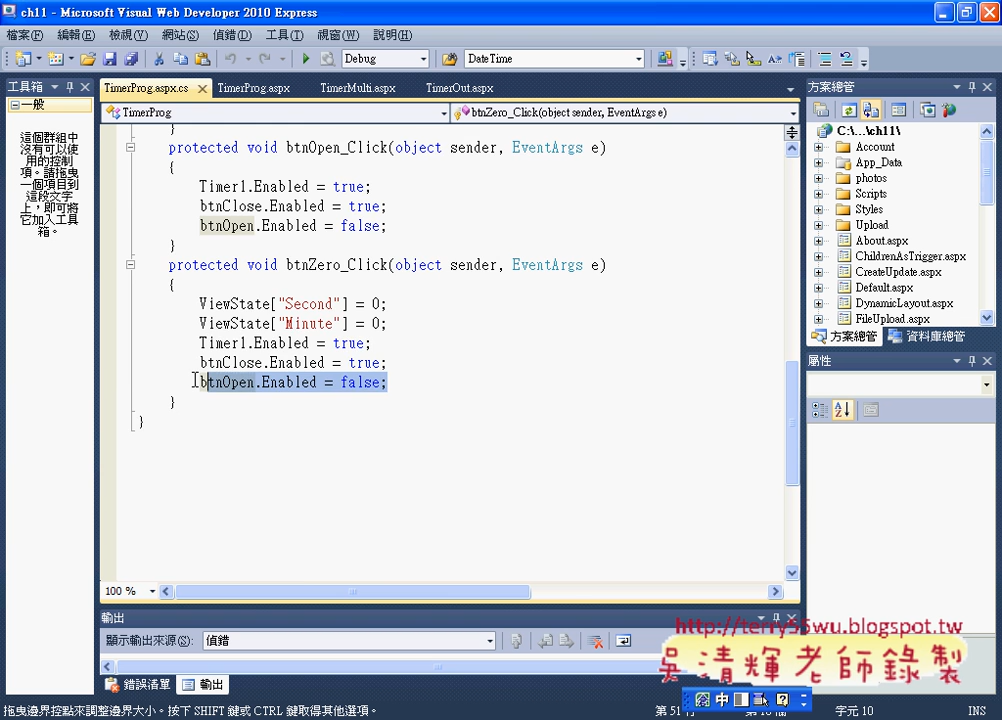 ch11 - Microsoft Visual Web Developer 2010 Express
檔案(F) 編輯(E) 檢視(V) 網站(S) 偵錯(D) 工具(T) 視窗(W) 說明(H)
Debug
DateTime
工具箱
一般
這個群組中
沒有可以使
用的控制
項。請拖曳
一個項目到
這段文字
上，即可將
它加入工具
箱。
TimerProg.aspx.cs TimerProg.aspx TimerMulti.aspx TimerOut.aspx
TimerProg
btnZero_Click(object sender, EventArgs e)
}
protected void btnOpen_Click(object sender, EventArgs e)
{
Timer1.Enabled = true;
btnClose.Enabled = true;
btnOpen.Enabled = false;
}
protected void btnZero_Click(object sender, EventArgs e)
{
ViewState["Second"] = 0;
ViewState["Minute"] = 0;
Timer1.Enabled = true;
btnClose.Enabled = true;
btnOpen.Enabled = false;
}
}
100 %
輸出
顯示輸出來源(S): 偵錯
錯誤清單 輸出
方案總管
C:\...\ch11\
Account
App_Data
photos
Scripts
Styles
Upload
About.aspx
ChildrenAsTrigger.aspx
CreateUpdate.aspx
Default.aspx
DynamicLayout.aspx
FileUpload.aspx
方案總管 資料庫總管
屬性
http://terry55wu.blogspot.tw
吳清輝老師錄製
中
拖曳邊界控點來調整邊界大小。按下 SHIFT 鍵或 CTRL 鍵取得其他選項。
第 51 行
字元 10
INS